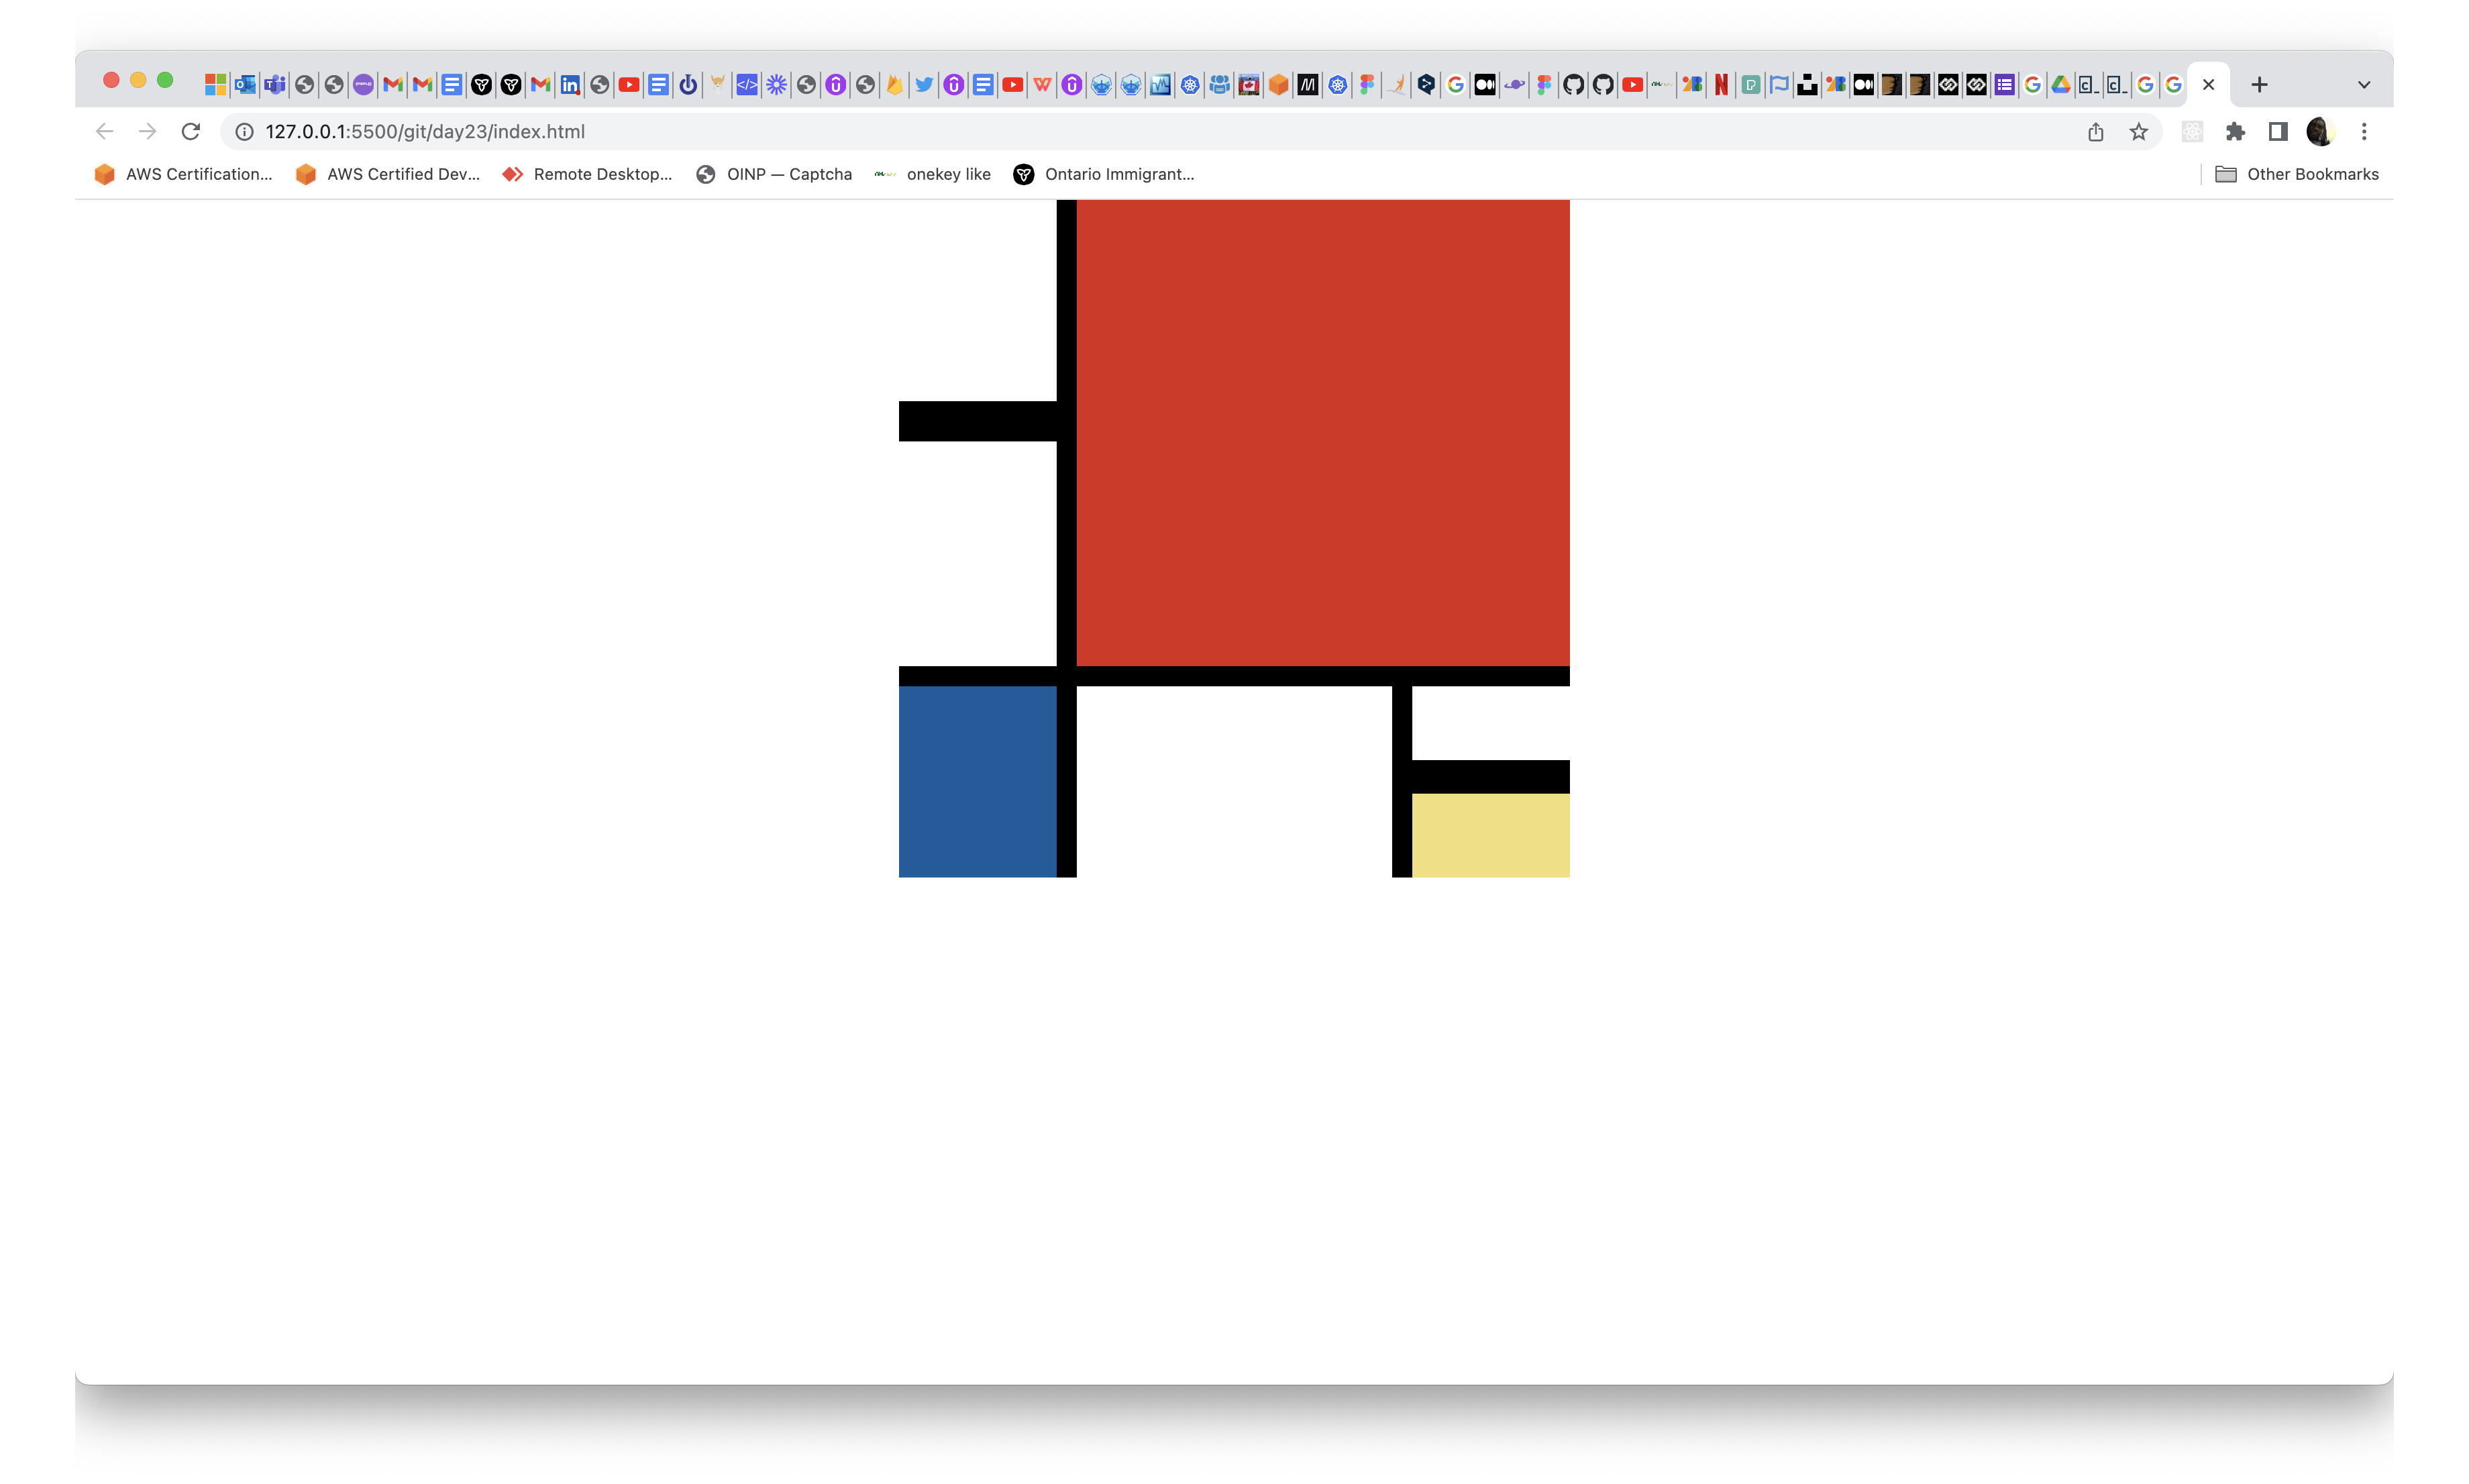 127.0.0.1:5500/git/day23/index.html
AWS Certification... AWS Certified Dev... Remote Desktop... OINP — Captcha onekey like Ontario Immigrant... Other Bookmarks